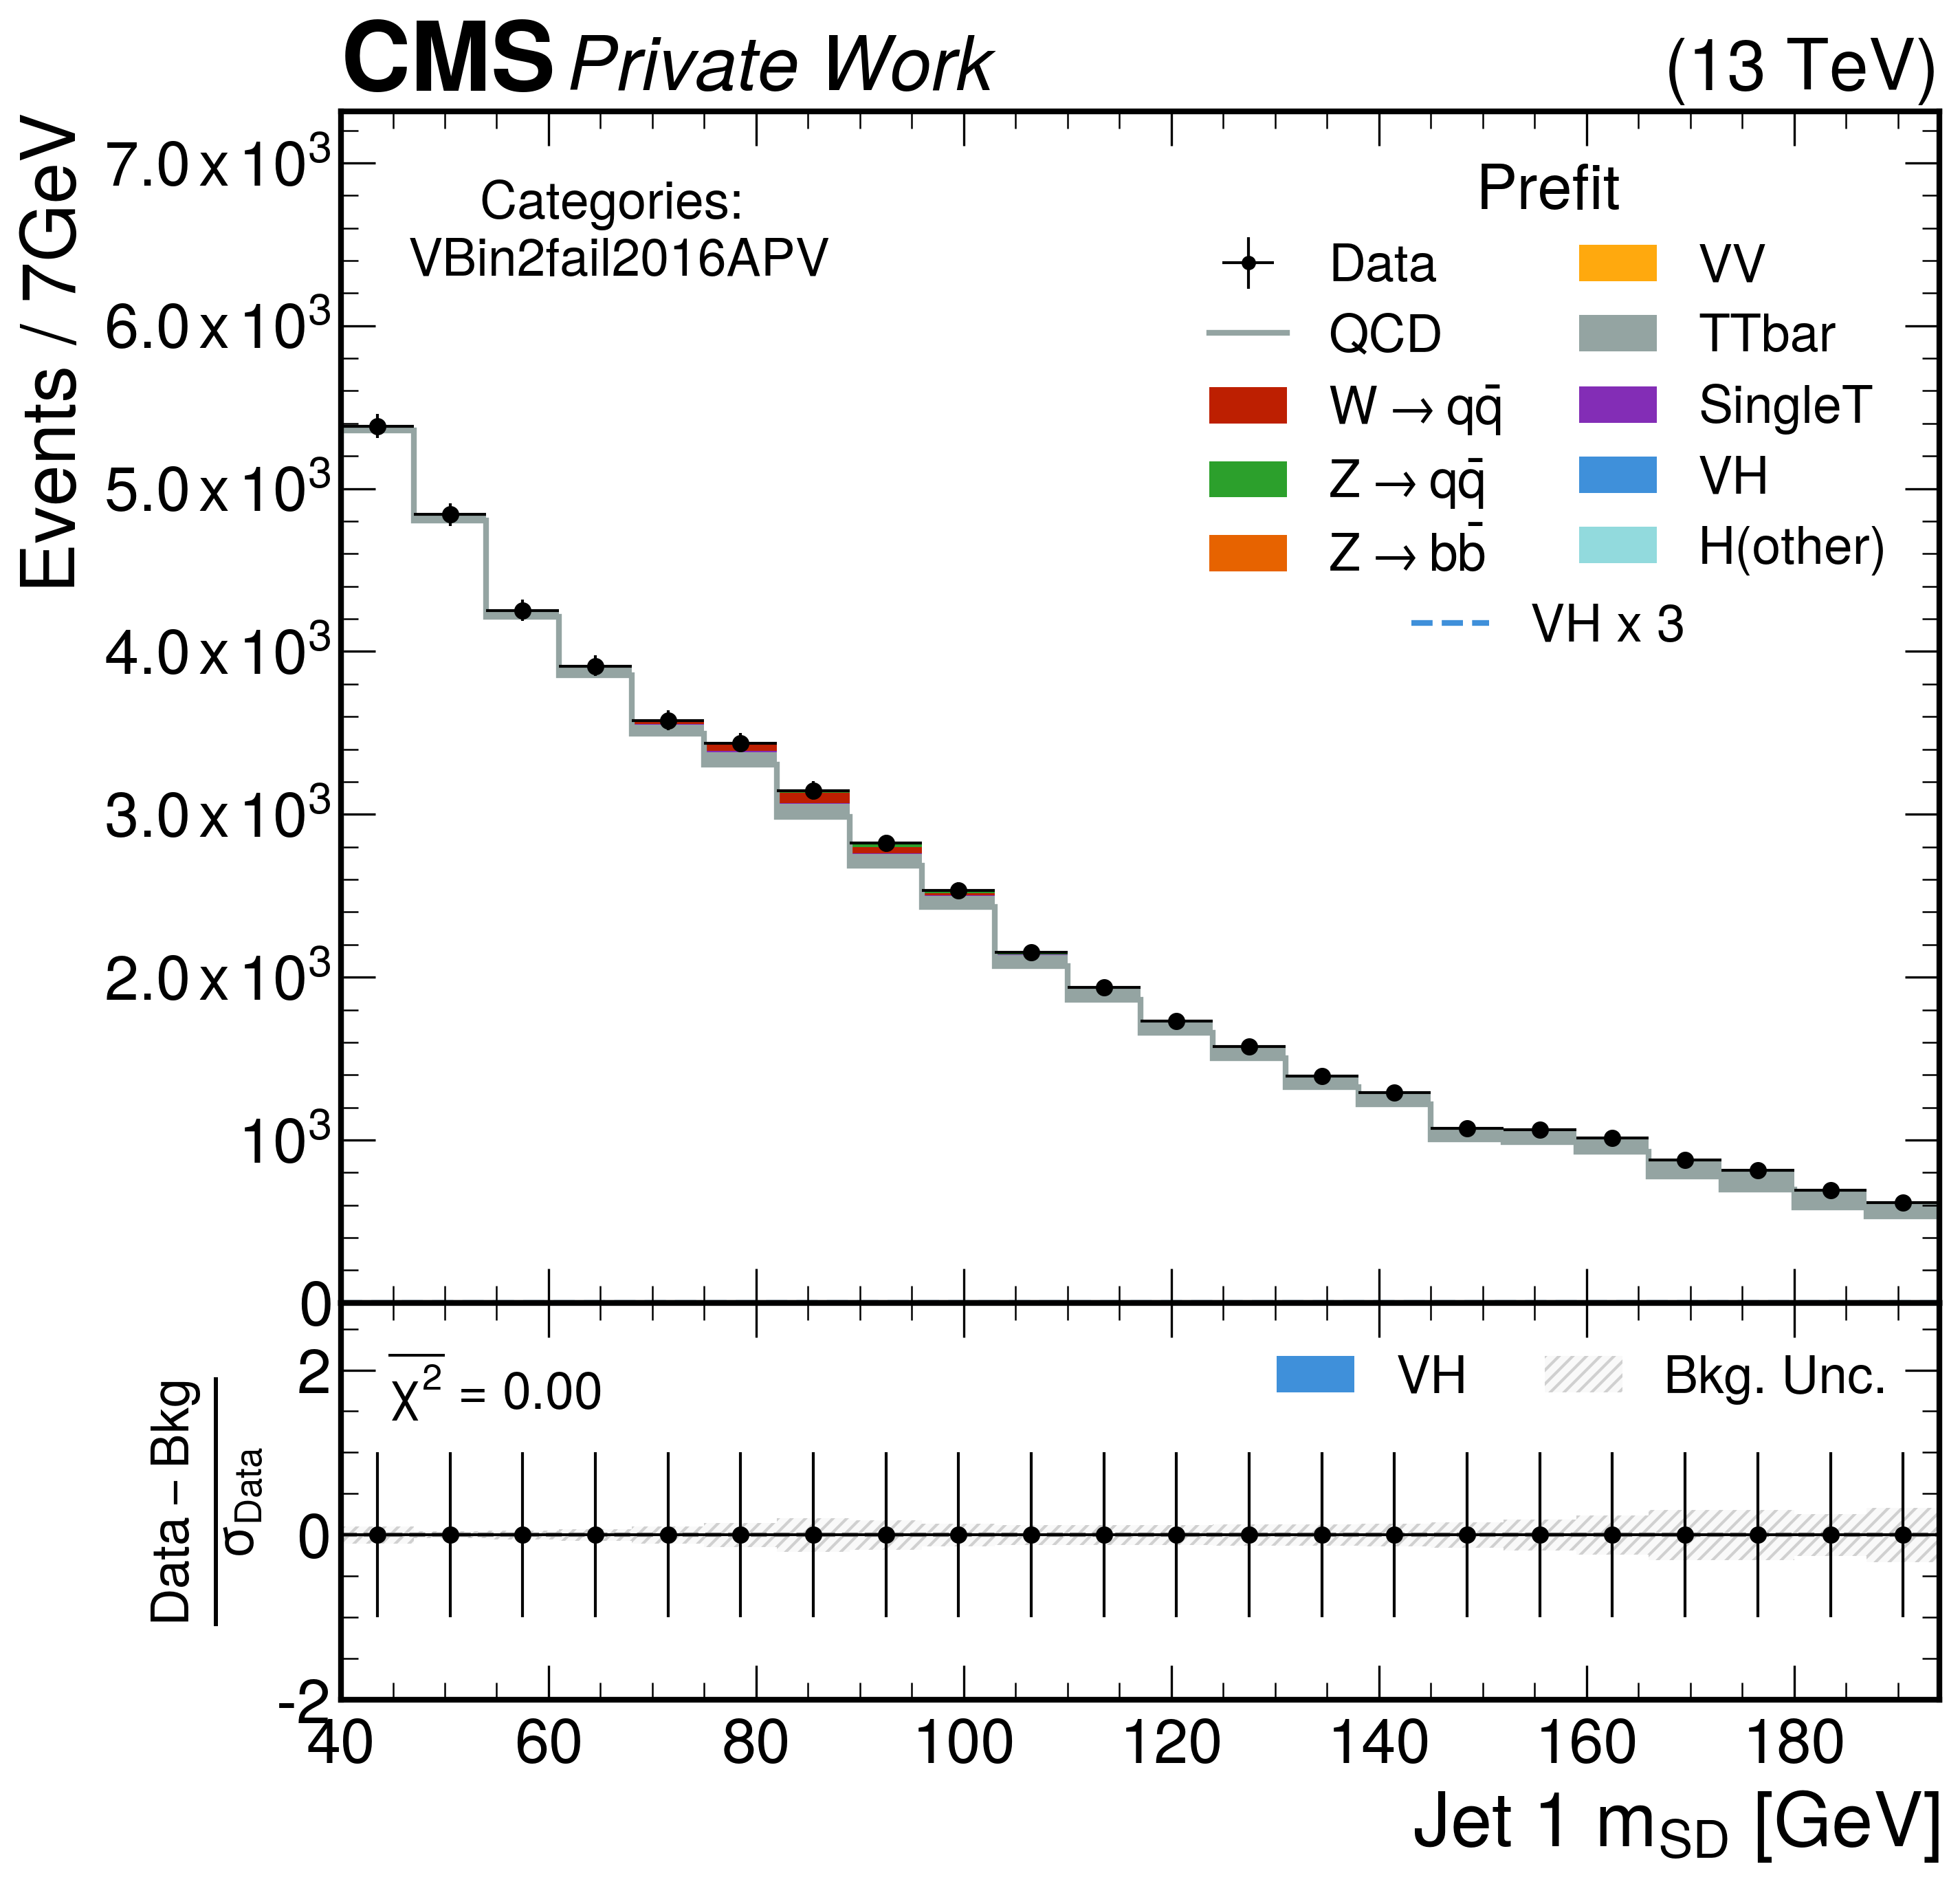 CMS Private Work (13 TeV)
Events / 7GeV
7.0 x 10³
6.0 x 10³
5.0 x 10³
4.0 x 10³
3.0 x 10³
2.0 x 10³
10³
0
Categories:
VBin2fail2016APV
Prefit
Data
QCD
W → qq̄
Z → qq̄
Z → bb̄
VV
TTbar
SingleT
VH
H(other)
VH x 3
Data – Bkg
σ_Data
2
0
-2
χ̅²̅ = 0.00
VH
Bkg. Unc.
40 60 80 100 120 140 160 180
Jet 1 m_SD [GeV]